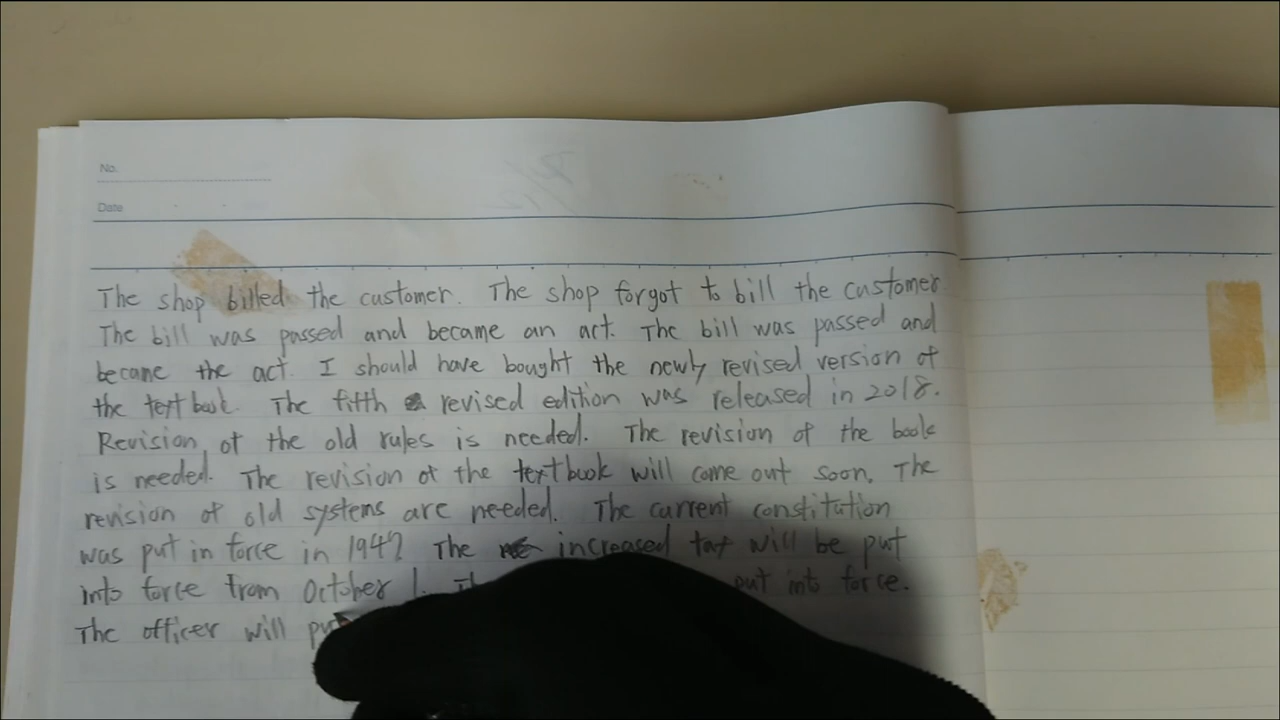 No.
Date
The shop billed the customer. The shop forgot to bill the customer
The bill was passed and became an act. The bill was passed and
became the act. I should have bought the newly revised version of
the text book. The fifth revised edition was released in 2018.
Revision of the old rules is needed. The revision of the book
is needed. The revision of the textbook will come out soon. The
revision of old systems are needed. The current constitution
was put in force in 1947 The increased tax will be put
into force from October 1. put into force.
The officer will